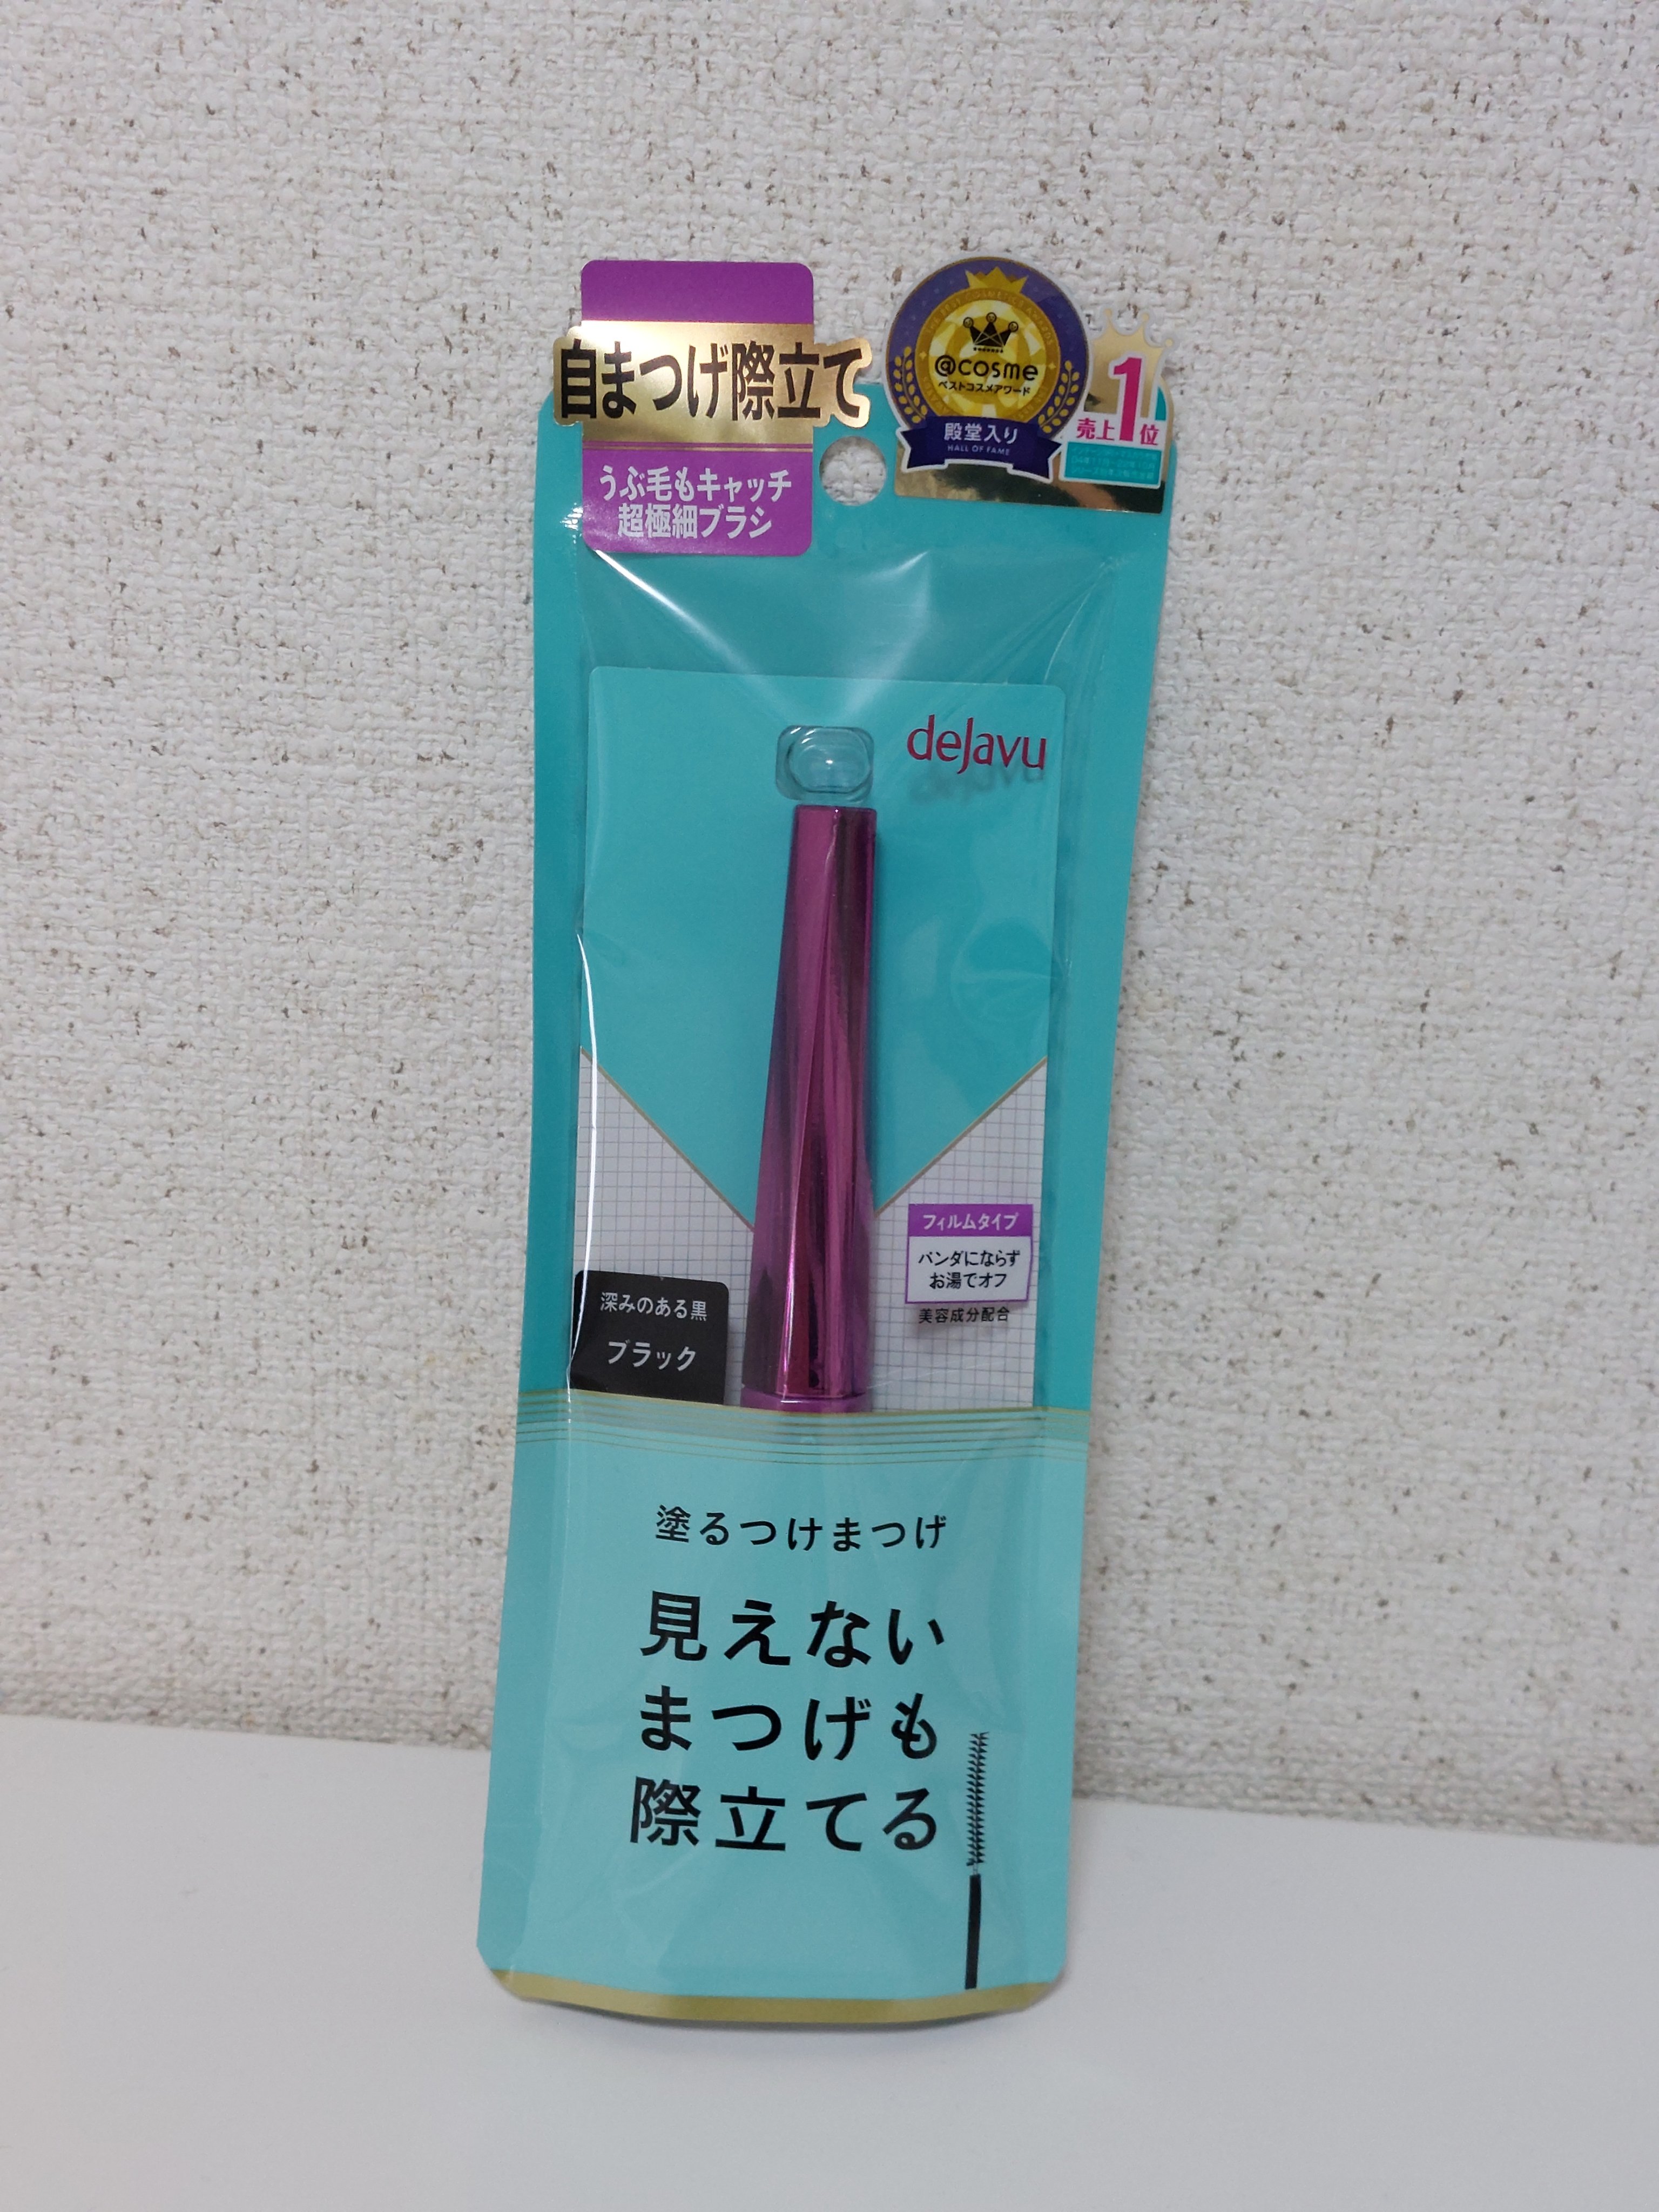 自まつげ際立て
うぶ毛もキャッチ
超極細ブラシ
@cosme
ベストコスメアワード
殿堂入り
HALL OF FAME
売上1位
dejavu
フィルムタイプ
パンダにならず
お湯でオフ
美容成分配合
深みのある黒
ブラック
塗るつけまつげ
見えない
まつげも
際立てる